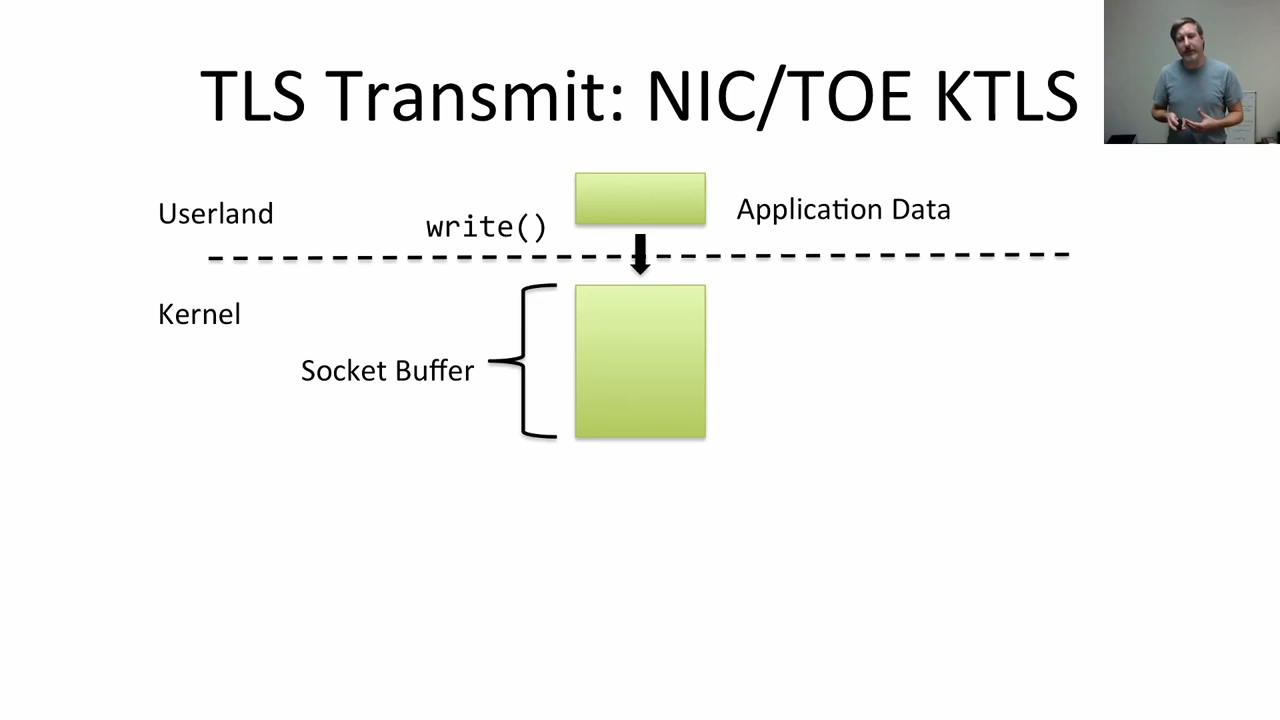 TLS Transmit: NIC/TOE KTLS
Userland
write()
Application Data
Kernel
Socket Buffer